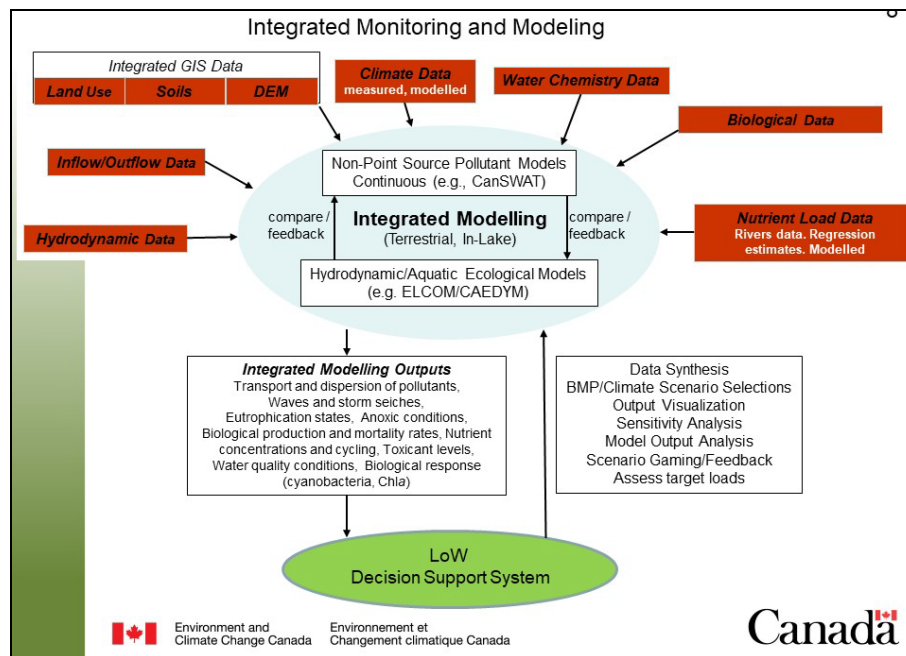 Integrated Monitoring and Modeling
Integrated GIS Data
Land Use
Soils
DEM
Climate Data
measured, modelled
Water Chemistry Data
Biological Data
Inflow/Outflow Data
Hydrodynamic Data
Nutrient Load Data
Rivers data. Regression
estimates. Modelled
Non-Point Source Pollutant Models
Continuous (e.g., CanSWAT)
compare /
feedback
Integrated Modelling
(Terrestrial, In-Lake)
compare /
feedback
Hydrodynamic/Aquatic Ecological Models
(e.g. ELCOM/CAEDYM)
Integrated Modelling Outputs
Transport and dispersion of pollutants,
Waves and storm seiches,
Eutrophication states, Anoxic conditions,
Biological production and mortality rates, Nutrient
concentrations and cycling, Toxicant levels,
Water quality conditions, Biological response
(cyanobacteria, Chla)
Data Synthesis
BMP/Climate Scenario Selections
Output Visualization
Sensitivity Analysis
Model Output Analysis
Scenario Gaming/Feedback
Assess target loads
LoW
Decision Support System
Environment and
Climate Change Canada
Environnement et
Changement climatique Canada
Canada